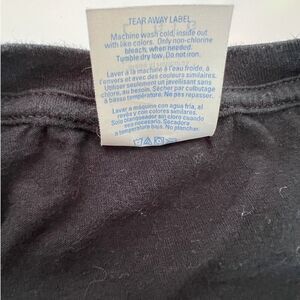 TEAR AWAY LABEL
Machine wash cold, inside out
with like colors. Only non-chlorine
bleach, when needed.
Tumble dry low. Do not iron.
Laver à la machine à l'eau froide, à
l'envers et avec des couleurs similaires.
Utiliser seulement un javellisant sans
chlore, au besoin. Sécher par culbutage
à basse température. Ne pas repasser.
Lavar a máquina con agua fria, al
revés y con colores similares.
Solo blanqueador sin cloro cuando
sea necesario. Secadora
a temperatura baja. No planchar.